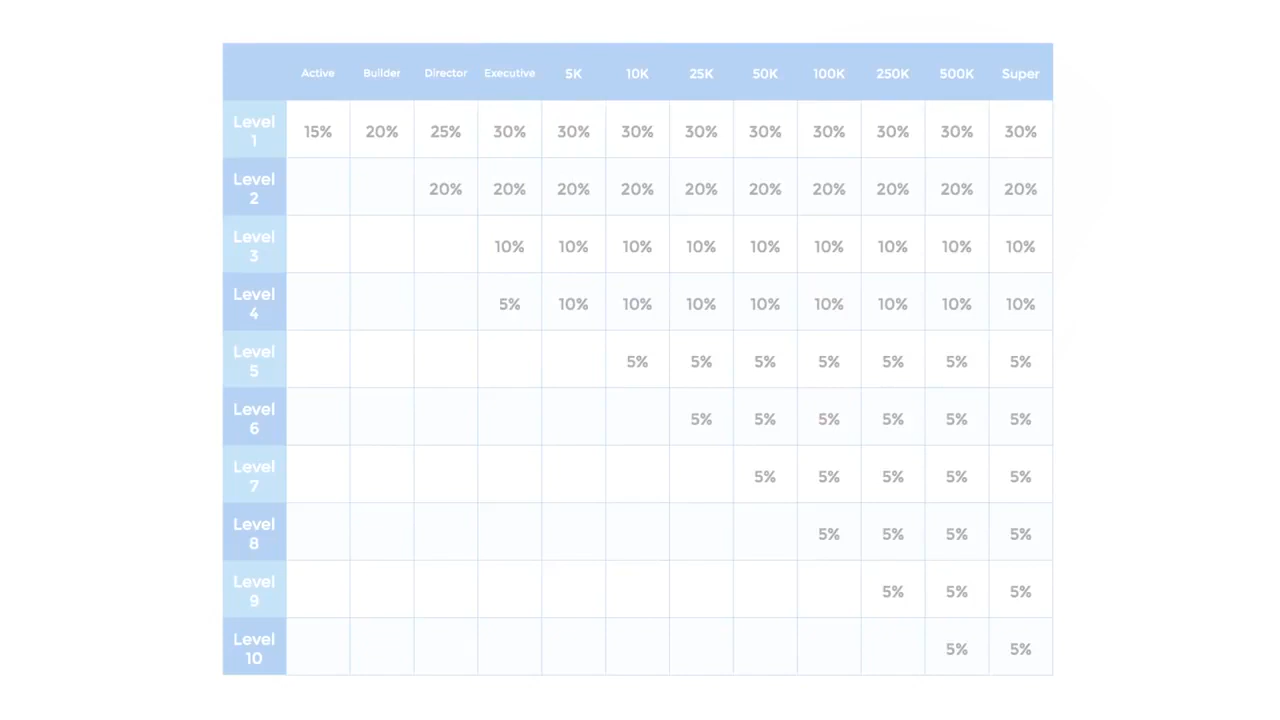 Active Builder Director Executive 5K 10K 25K 50K 100K 250K 500K Super
Level 1 15% 20% 25% 30% 30% 30% 30% 30% 30% 30% 30% 30%
Level 2 20% 20% 20% 20% 20% 20% 20% 20% 20% 20%
Level 3 10% 10% 10% 10% 10% 10% 10% 10% 10%
Level 4 5% 10% 10% 10% 10% 10% 10% 10% 10%
Level 5 5% 5% 5% 5% 5% 5% 5%
Level 6 5% 5% 5% 5% 5% 5%
Level 7 5% 5% 5% 5% 5%
Level 8 5% 5% 5% 5%
Level 9 5% 5% 5%
Level 10 5% 5%